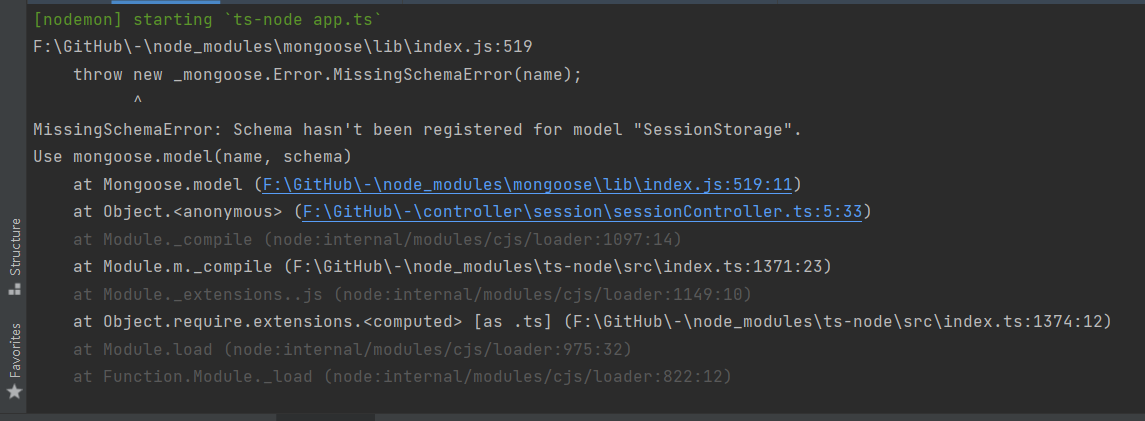 [nodemon] starting `ts-node app.ts`
F:\GitHub\-\node_modules\mongoose\lib\index.js:519
    throw new _mongoose.Error.MissingSchemaError(name);
          ^
MissingSchemaError: Schema hasn't been registered for model "SessionStorage".
Use mongoose.model(name, schema)
    at Mongoose.model (F:\GitHub\-\node_modules\mongoose\lib\index.js:519:11)
    at Object.<anonymous> (F:\GitHub\-\controller\session\sessionController.ts:5:33)
    at Module._compile (node:internal/modules/cjs/loader:1097:14)
    at Module.m._compile (F:\GitHub\-\node_modules\ts-node\src\index.ts:1371:23)
    at Module._extensions..js (node:internal/modules/cjs/loader:1149:10)
    at Object.require.extensions.<computed> [as .ts] (F:\GitHub\-\node_modules\ts-node\src\index.ts:1374:12)
    at Module.load (node:internal/modules/cjs/loader:975:32)
    at Function.Module._load (node:internal/modules/cjs/loader:822:12)
Structure
Favorites